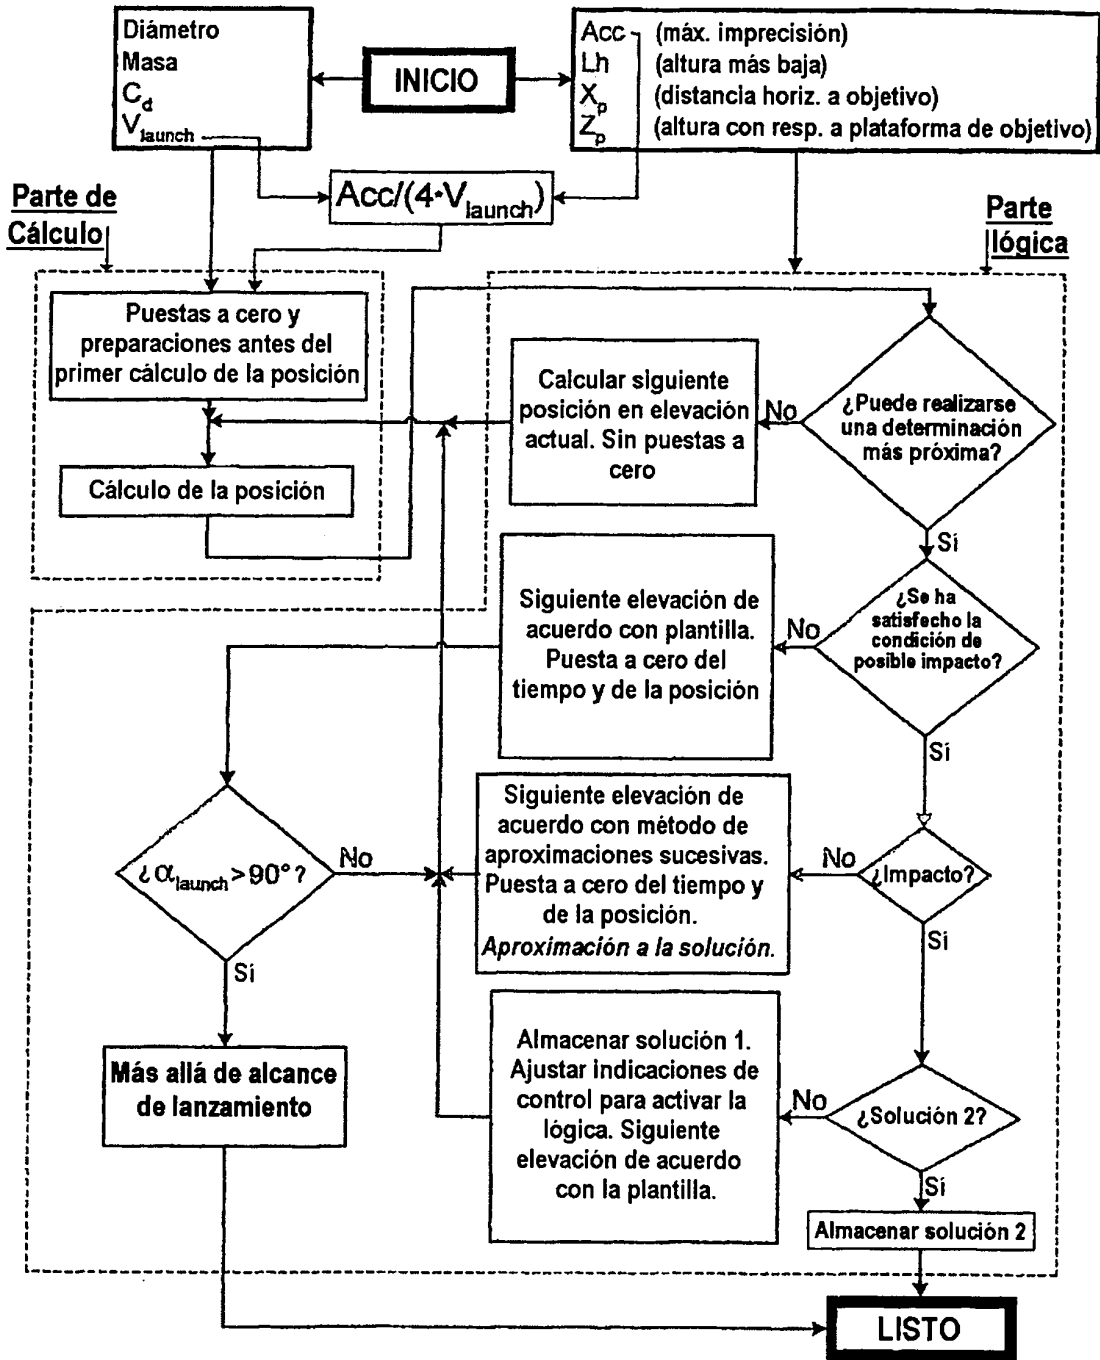 Diámetro
Masa
C_d
V_launch
INICIO
Acc (máx. imprecisión)
Lh (altura más baja)
X_p (distancia horiz. a objetivo)
Z_p (altura con resp. a plataforma de objetivo)
Acc/(4·V_launch)
Parte de
Cálculo
Parte
lógica
Puestas a cero y
preparaciones antes del
primer cálculo de la posición
Cálculo de la posición
Calcular siguiente
posición en elevación
actual. Sin puestas a
cero
No
¿Puede realizarse
una determinación
más próxima?
Sí
Siguiente elevación de
acuerdo con plantilla.
Puesta a cero del
tiempo y de la posición
No
¿Se ha
satisfecho la
condición de
posible impacto?
Sí
¿α_launch>90°?
No
Sí
Siguiente elevación de
acuerdo con método de
aproximaciones sucesivas.
Puesta a cero del tiempo y
de la posición.
Aproximación a la solución.
No
¿Impacto?
Sí
Más allá de alcance
de lanzamiento
Almacenar solución 1.
Ajustar indicaciones de
control para activar la
lógica. Siguiente
elevación de acuerdo
con la plantilla.
No
¿Solución 2?
Sí
Almacenar solución 2
LISTO